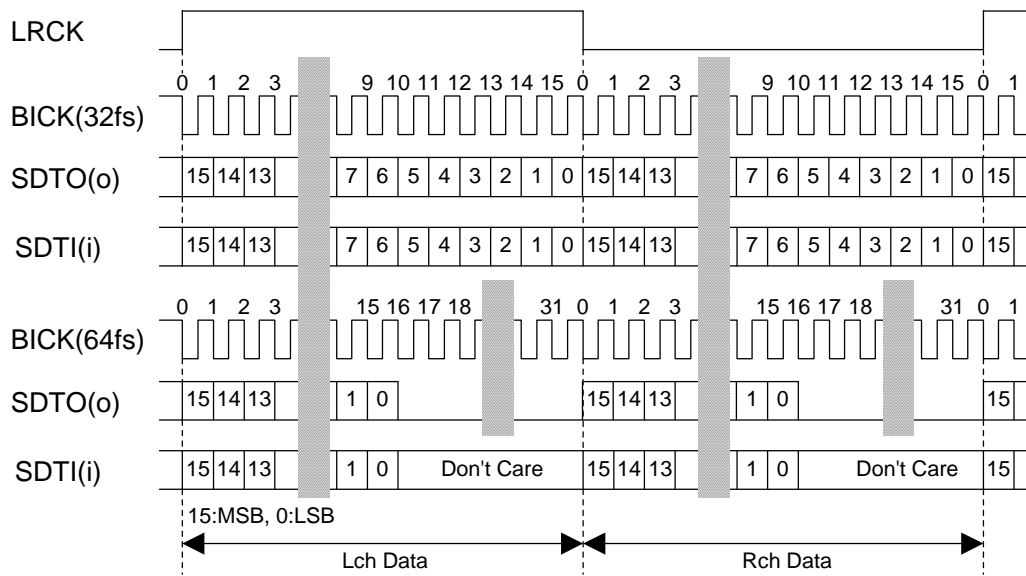 LRCK
0 1 2 3 9 10 11 12 13 14 15 0 1 2 3 9 10 11 12 13 14 15 0 1
BICK(32fs)
SDTO(o) 15 14 13 7 6 5 4 3 2 1 0 15 14 13 7 6 5 4 3 2 1 0 15
SDTI(i) 15 14 13 7 6 5 4 3 2 1 0 15 14 13 7 6 5 4 3 2 1 0 15
0 1 2 3 15 16 17 18 31 0 1 2 3 15 16 17 18 31 0 1
BICK(64fs)
SDTO(o) 15 14 13 1 0 15 14 13 1 0 15
SDTI(i) 15 14 13 1 0 Don't Care 15 14 13 1 0 Don't Care 15
15:MSB, 0:LSB
Lch Data Rch Data